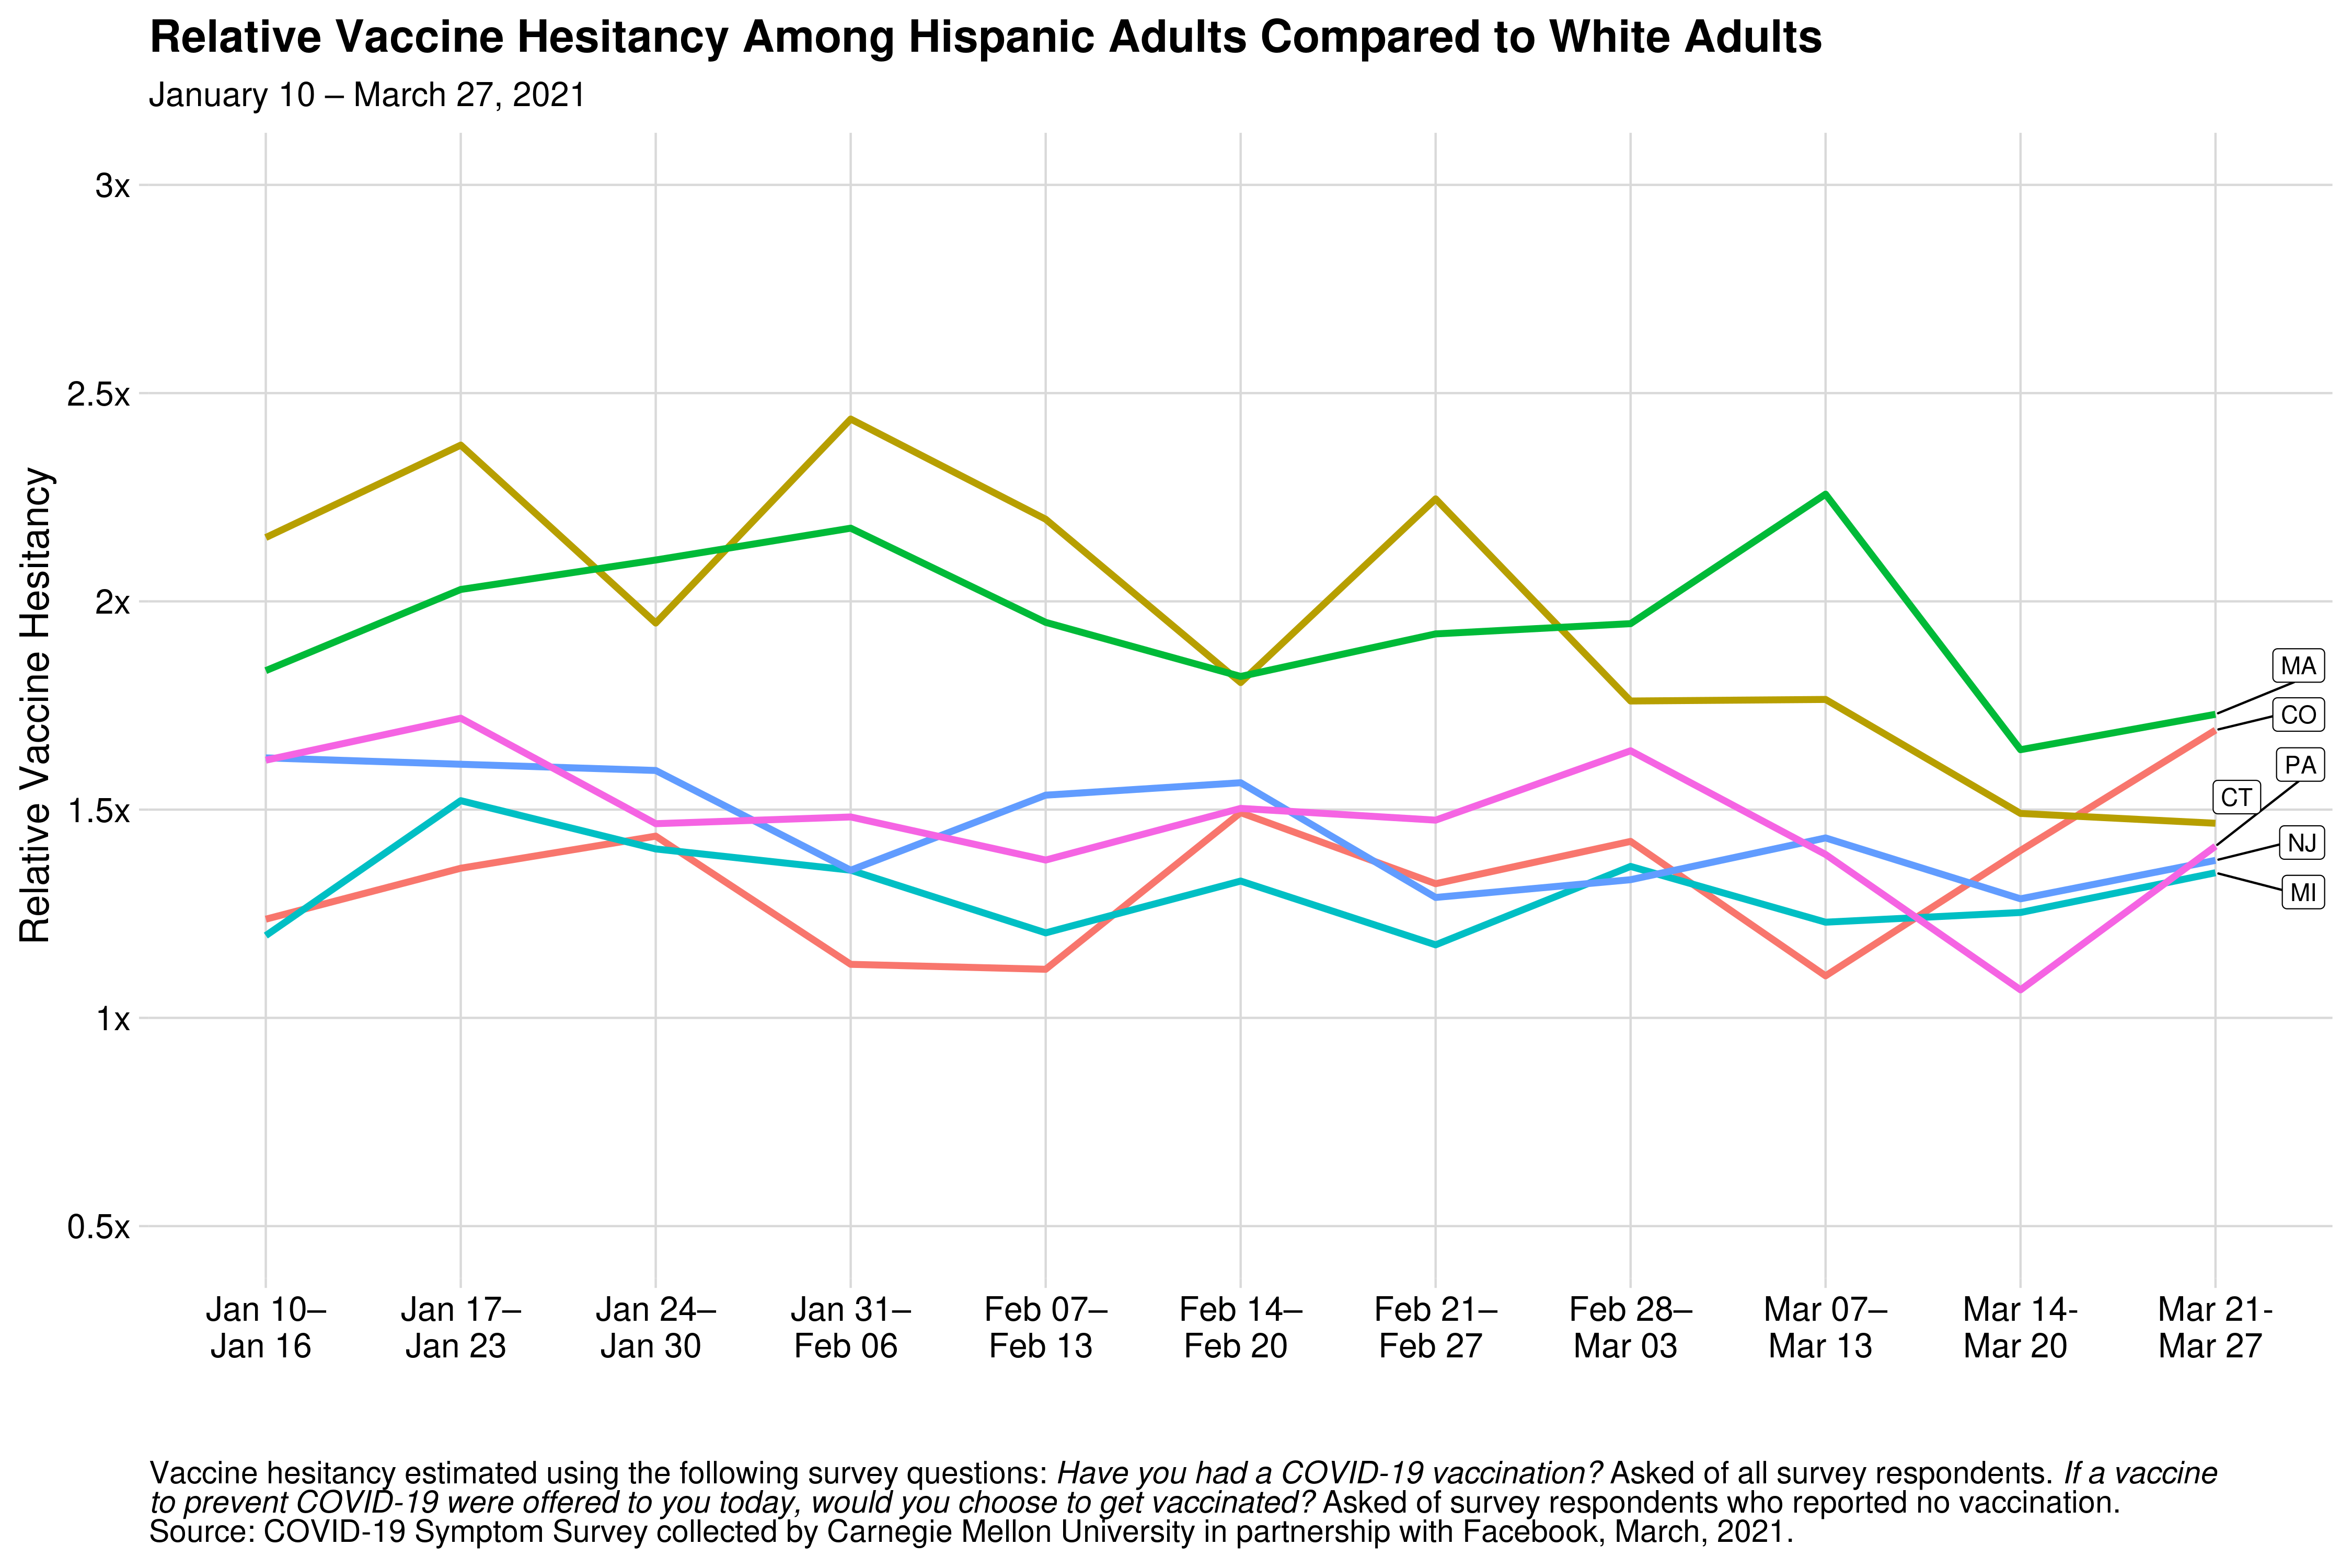 Relative Vaccine Hesitancy Among Hispanic Adults Compared to White Adults
January 10 – March 27, 2021
Relative Vaccine Hesitancy
3x
2.5x
2x
1.5x
1x
0.5x
MA
CO
PA
CT
NJ
MI
Jan 10– Jan 17– Jan 24– Jan 31– Feb 07– Feb 14– Feb 21– Feb 28– Mar 07– Mar 14- Mar 21-
Jan 16 Jan 23 Jan 30 Feb 06 Feb 13 Feb 20 Feb 27 Mar 03 Mar 13 Mar 20 Mar 27
Vaccine hesitancy estimated using the following survey questions: Have you had a COVID-19 vaccination? Asked of all survey respondents. If a vaccine
to prevent COVID-19 were offered to you today, would you choose to get vaccinated? Asked of survey respondents who reported no vaccination.
Source: COVID-19 Symptom Survey collected by Carnegie Mellon University in partnership with Facebook, March, 2021.